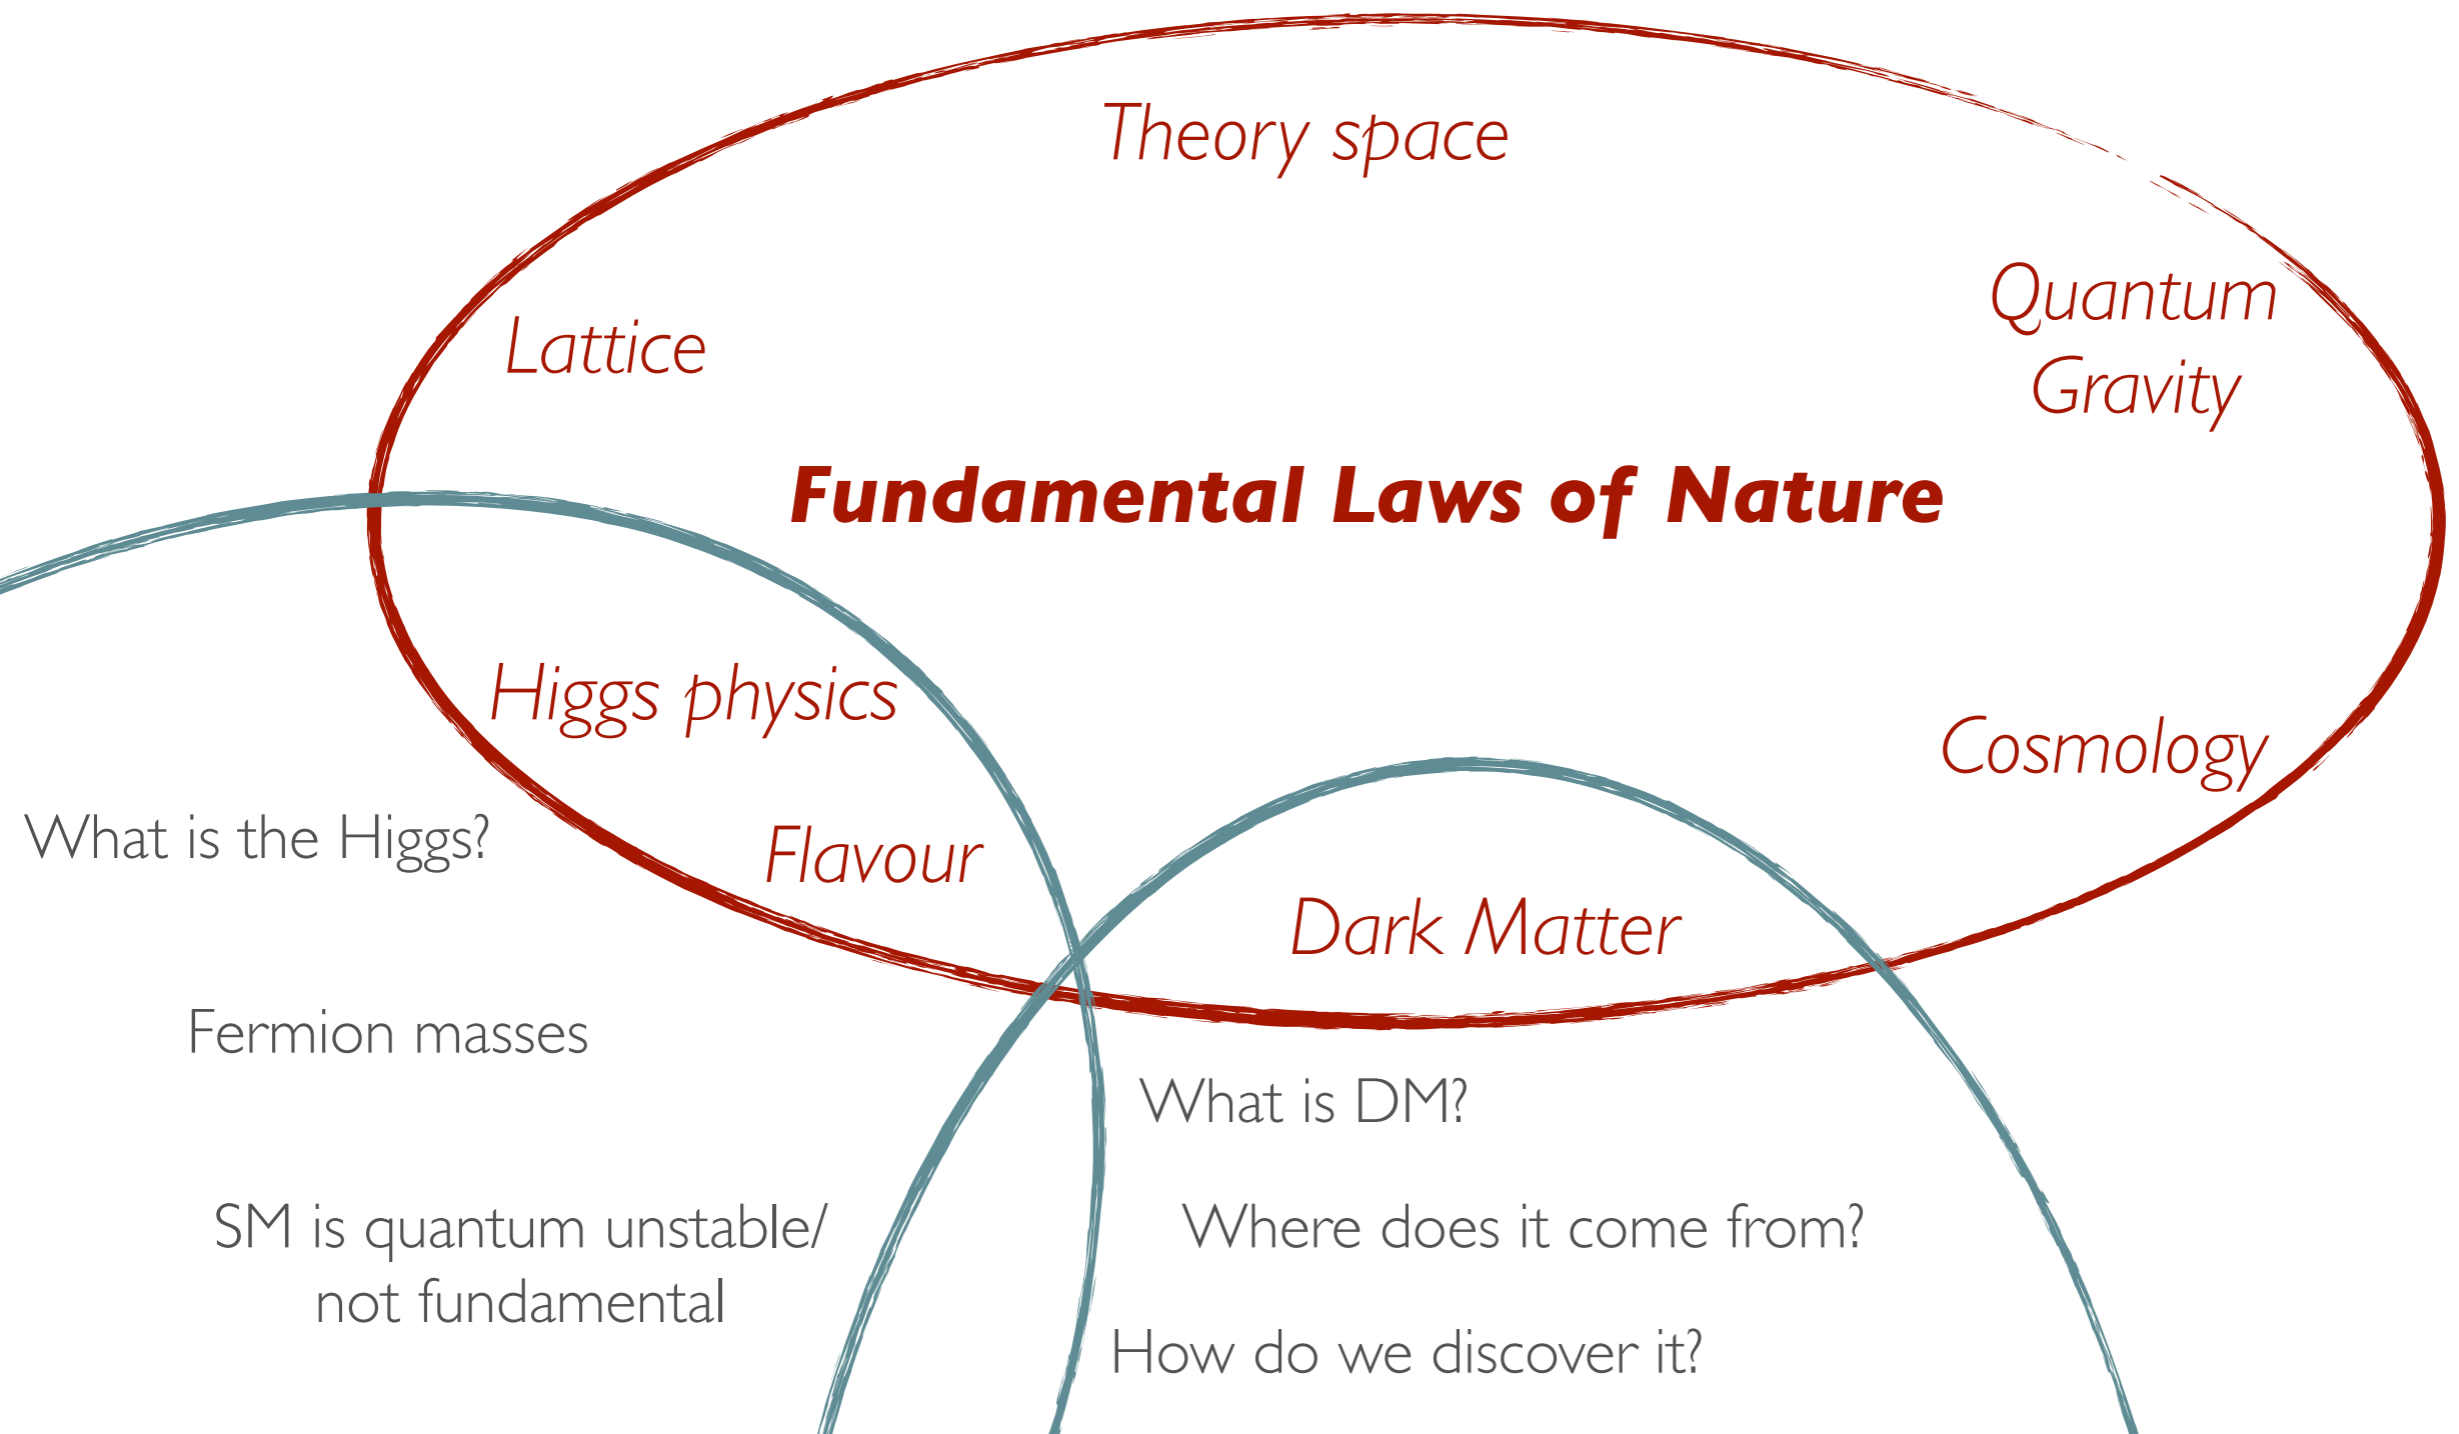 Theory space
Quantum
Gravity
Lattice
Fundamental Laws of Nature
Higgs physics
Cosmology
What is the Higgs?
Flavour
Dark Matter
Fermion masses
What is DM?
SM is quantum unstable/
not fundamental
Where does it come from?
How do we discover it?